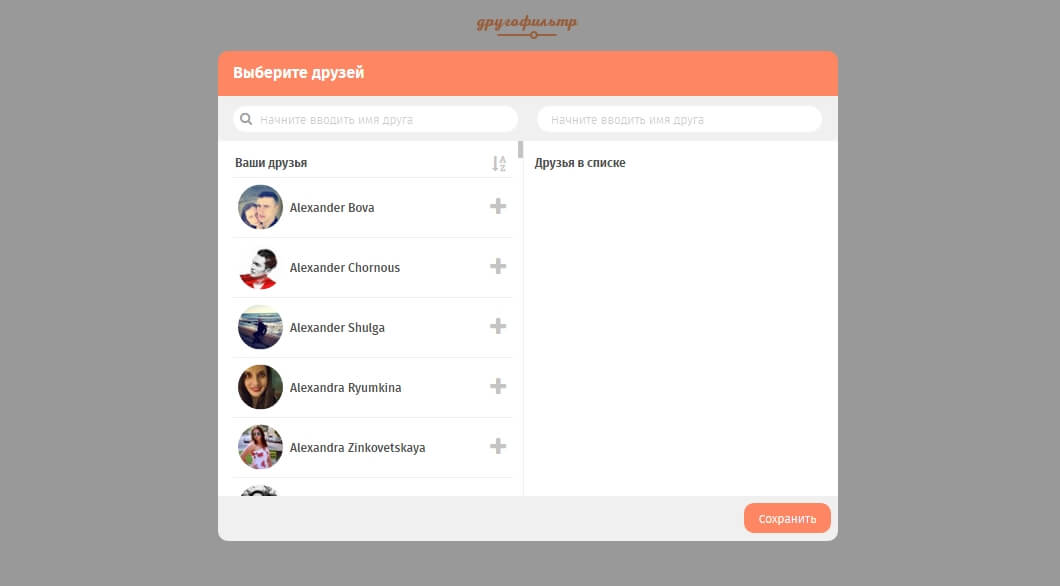 другофильтр
Выберите друзей
Начните вводить имя друга
Начните вводить имя друга
Ваши друзья
A
Z
Друзья в списке
Alexander Bova
Alexander Chornous
Alexander Shulga
Alexandra Ryumkina
Alexandra Zinkovetskaya
Сохранить